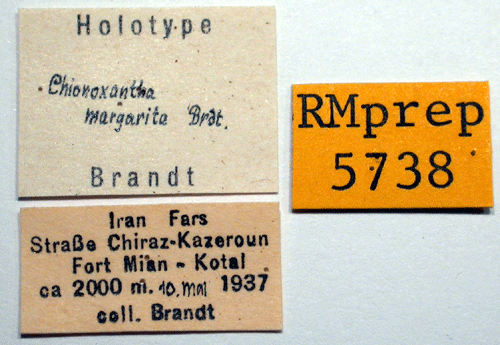 Holotype
Chionoxantha
margarita Brdt.
Brandt
RMprep
5738
Iran Fars
Straße Chiraz-Kazeroun
Fort Mian - Kotal
ca 2000 m. 10. Mai 1937
coll. Brandt